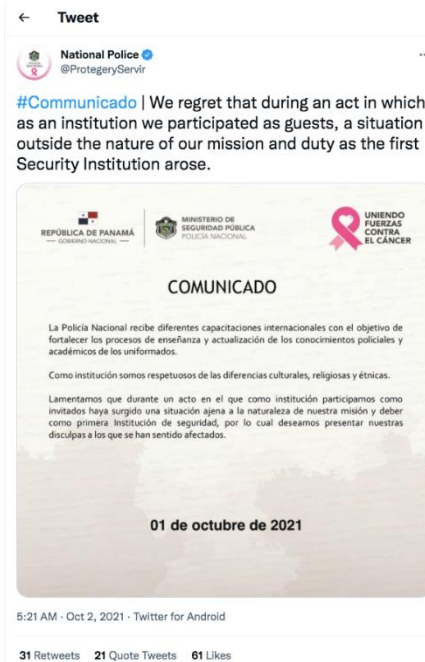 Tweet
National Police
@ProtegeryServir
#Communicado | We regret that during an act in which
as an institution we participated as guests, a situation
outside the nature of our mission and duty as the first
Security Institution arose.
REPÚBLICA DE PANAMÁ
— GOBIERNO NACIONAL —
MINISTERIO DE
SEGURIDAD PÚBLICA
POLICÍA NACIONAL
UNIENDO
FUERZAS
CONTRA
EL CÁNCER
COMUNICADO
La Policía Nacional recibe diferentes capacitaciones internacionales con el objetivo de
fortalecer los procesos de enseñanza y actualización de los conocimientos policiales y
académicos de los uniformados.
Como institución somos respetuosos de las diferencias culturales, religiosas y étnicas.
Lamentamos que durante un acto en el que como institución participamos como
invitados haya surgido una situación ajena a la naturaleza de nuestra misión y deber
como primera Institución de seguridad, por lo cual deseamos presentar nuestras
disculpas a los que se han sentido afectados.
01 de octubre de 2021
5:21 AM · Oct 2, 2021 · Twitter for Android
31 Retweets 21 Quote Tweets 61 Likes